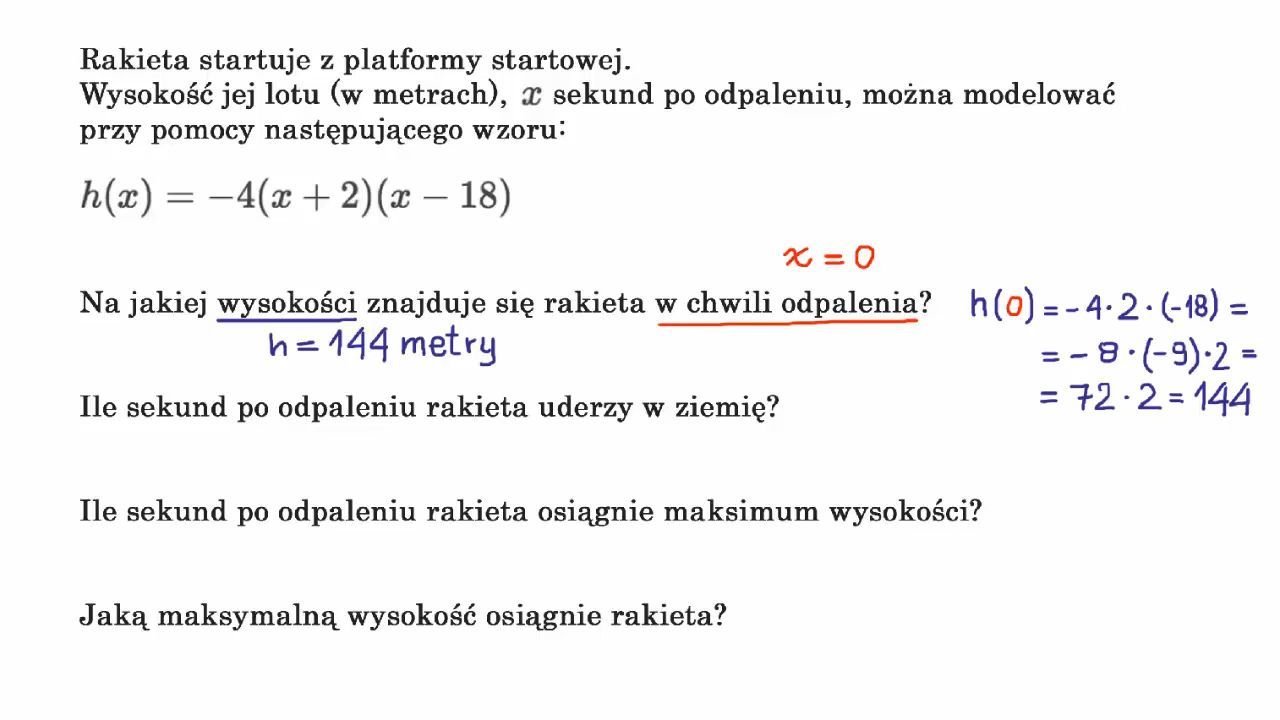 Rakieta startuje z platformy startowej.
Wysokość jej lotu (w metrach), x sekund po odpaleniu, można modelować
przy pomocy następującego wzoru:
h(x) = −4(x + 2)(x − 18)
x = 0
Na jakiej wysokości znajduje się rakieta w chwili odpalenia?
h(0) = - 4 · 2 · (-18) =
h = 144 metry
= - 8 · (-9) · 2 =
= 72 · 2 = 144
Ile sekund po odpaleniu rakieta uderzy w ziemię?
Ile sekund po odpaleniu rakieta osiągnie maksimum wysokości?
Jaką maksymalną wysokość osiągnie rakieta?